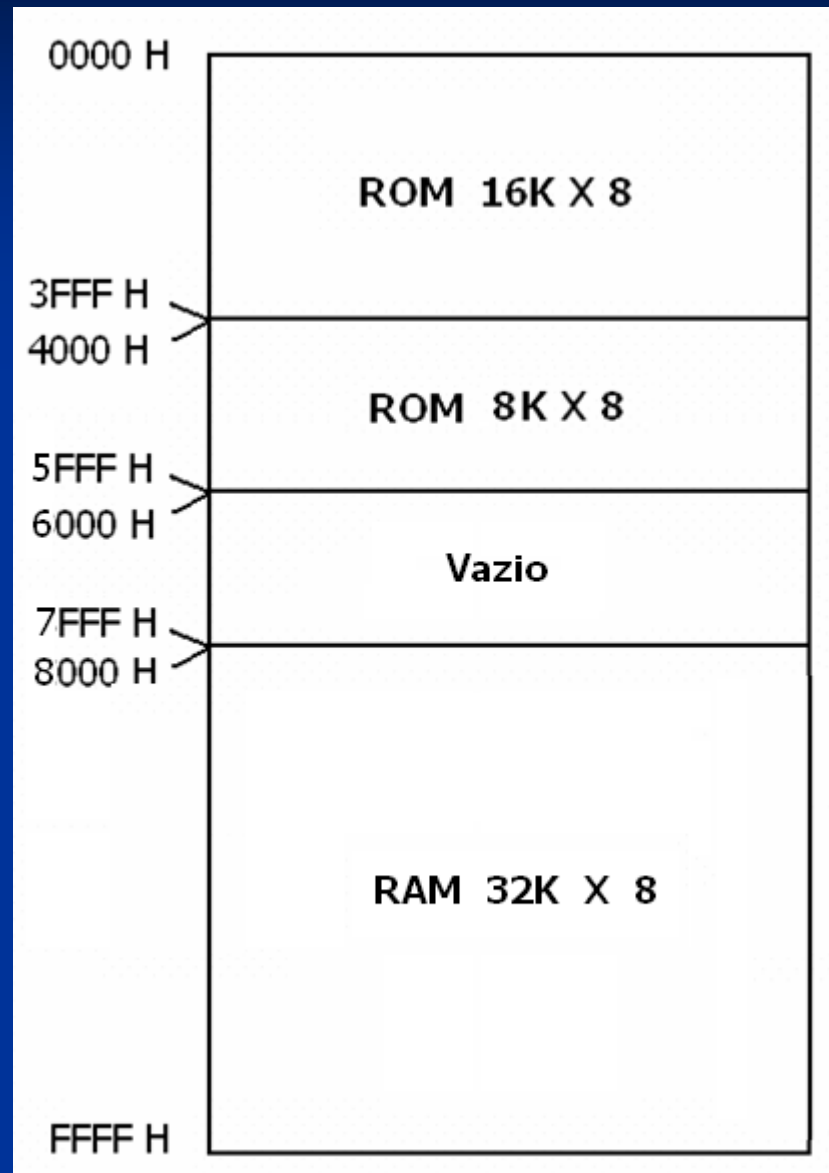 0000 H
ROM 16K X 8
3FFF H
4000 H
ROM 8K X 8
5FFF H
6000 H
Vazio
7FFF H
8000 H
RAM 32K X 8
FFFF H